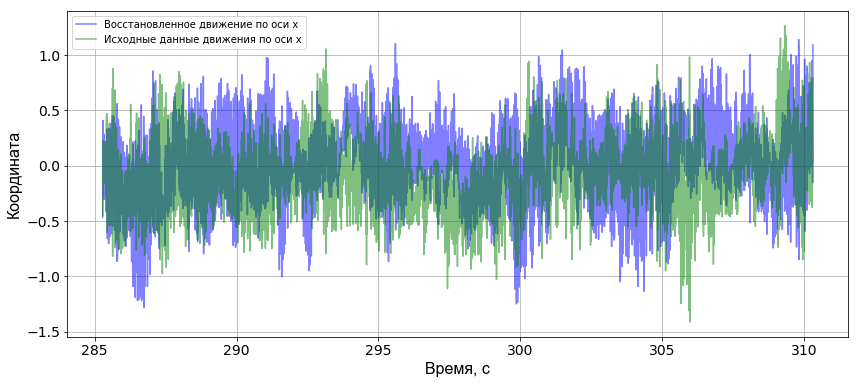 Восстановленное движение по оси x
Исходные данные движения по оси x
1.0
0.5
0.0
−0.5
−1.0
−1.5
Координата
285 290 295 300 305 310
Время, с